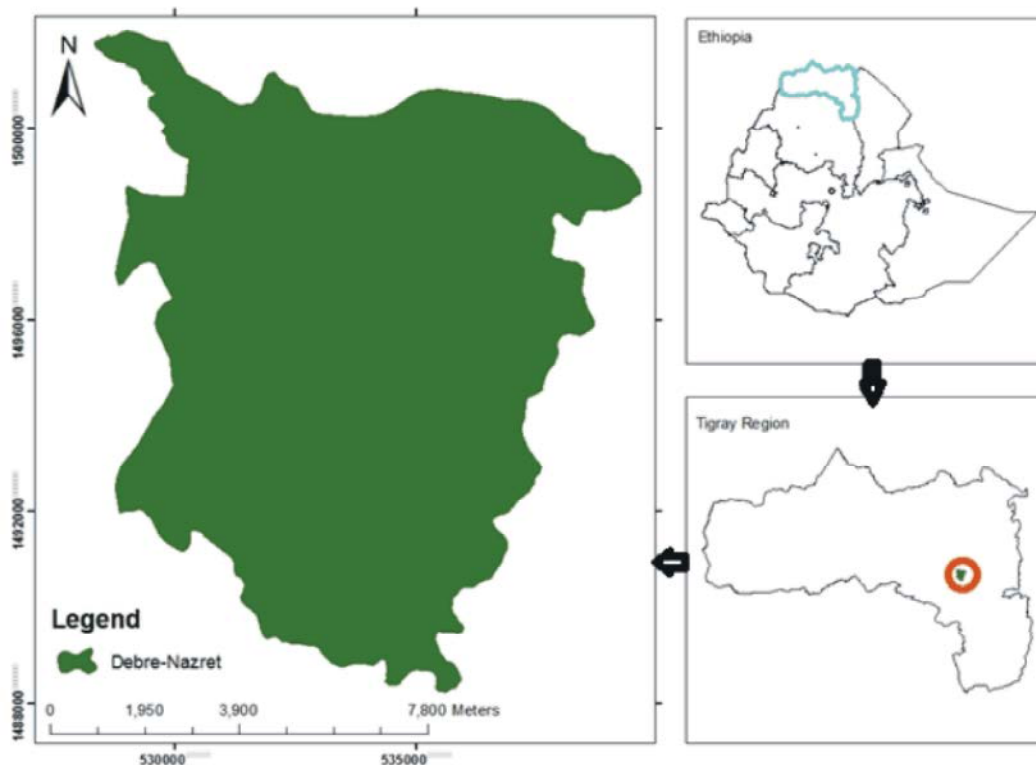 N
1500000
1496000
1492000
1488000
Legend
Debre-Nazret
0 1,950 3,900 7,800 Meters
530000 535000
Ethiopia
Tigray Region